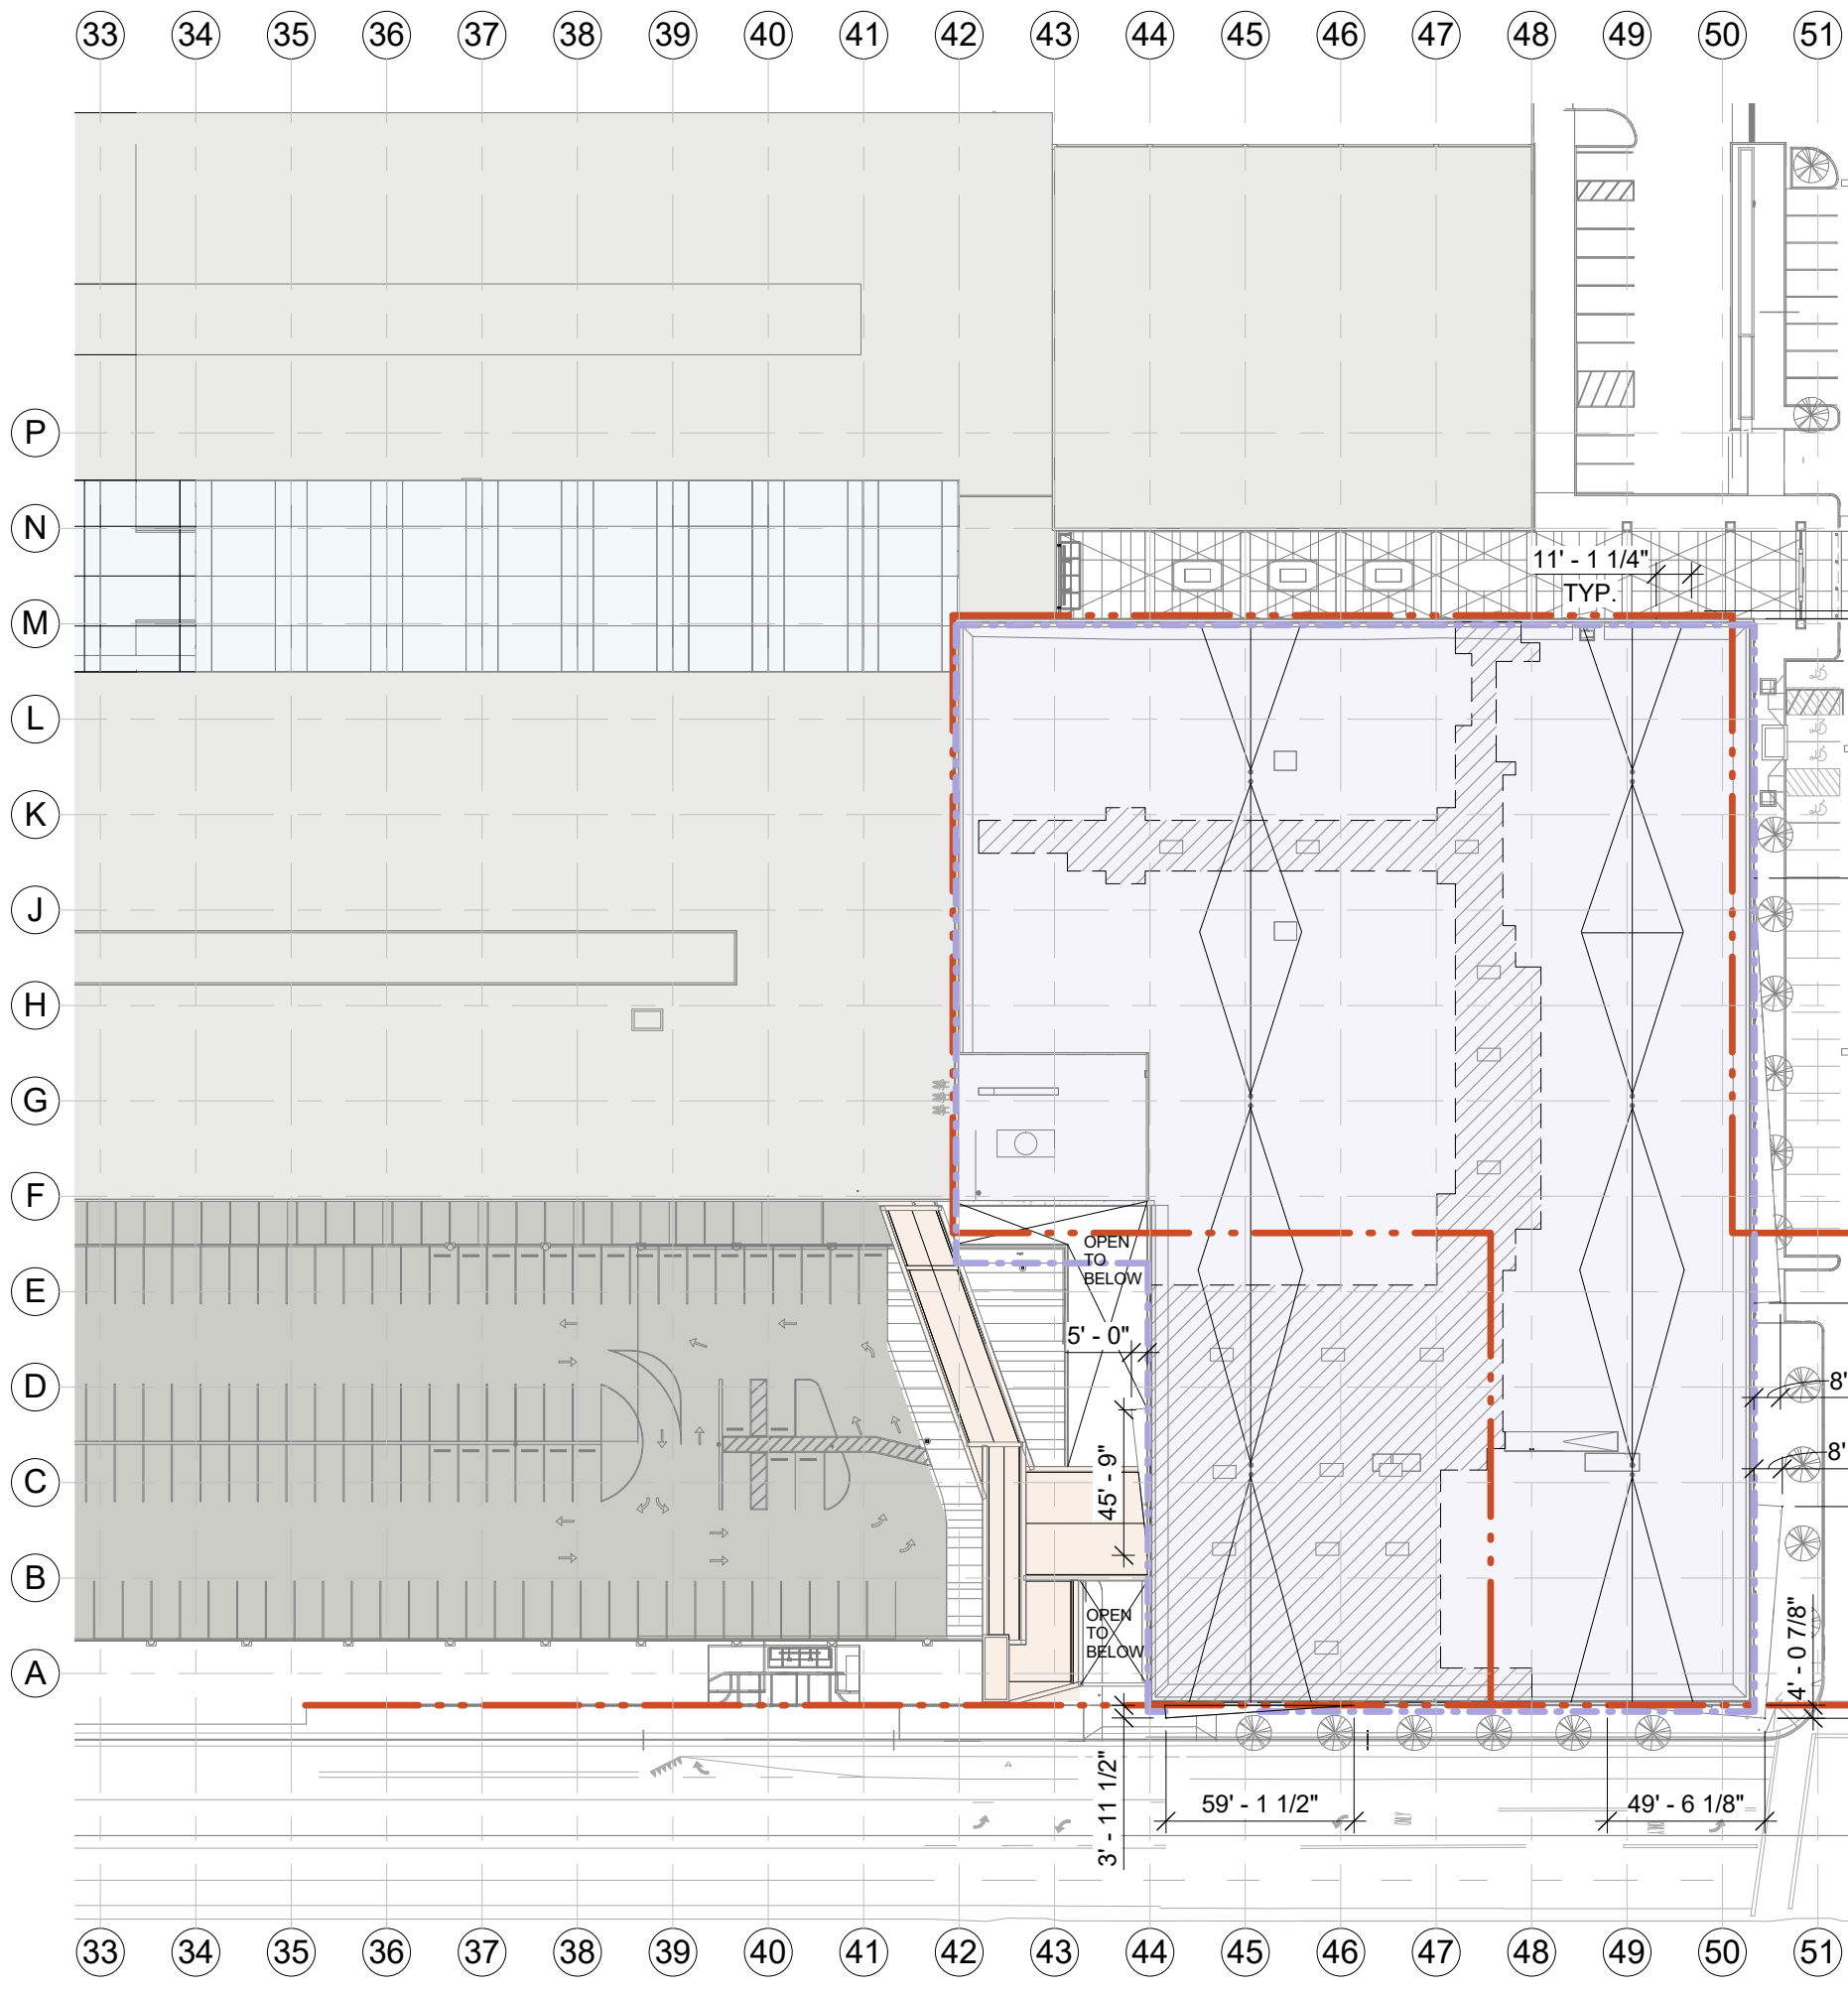 33 34 35 36 37 38 39 40 41 42 43 44 45 46 47 48 49 50 51
P
N
11' - 1 1/4"
TYP.
M
L
K
J
H
G
F
OPEN
TO
BELOW
E
5' - 0"
D
8'
C
45' - 9"
8'
B
OPEN
TO
BELOW
A
4' - 0 7/8"
3' - 11 1/2"
59' - 1 1/2"
49' - 6 1/8"
33 34 35 36 37 38 39 40 41 42 43 44 45 46 47 48 49 50 51